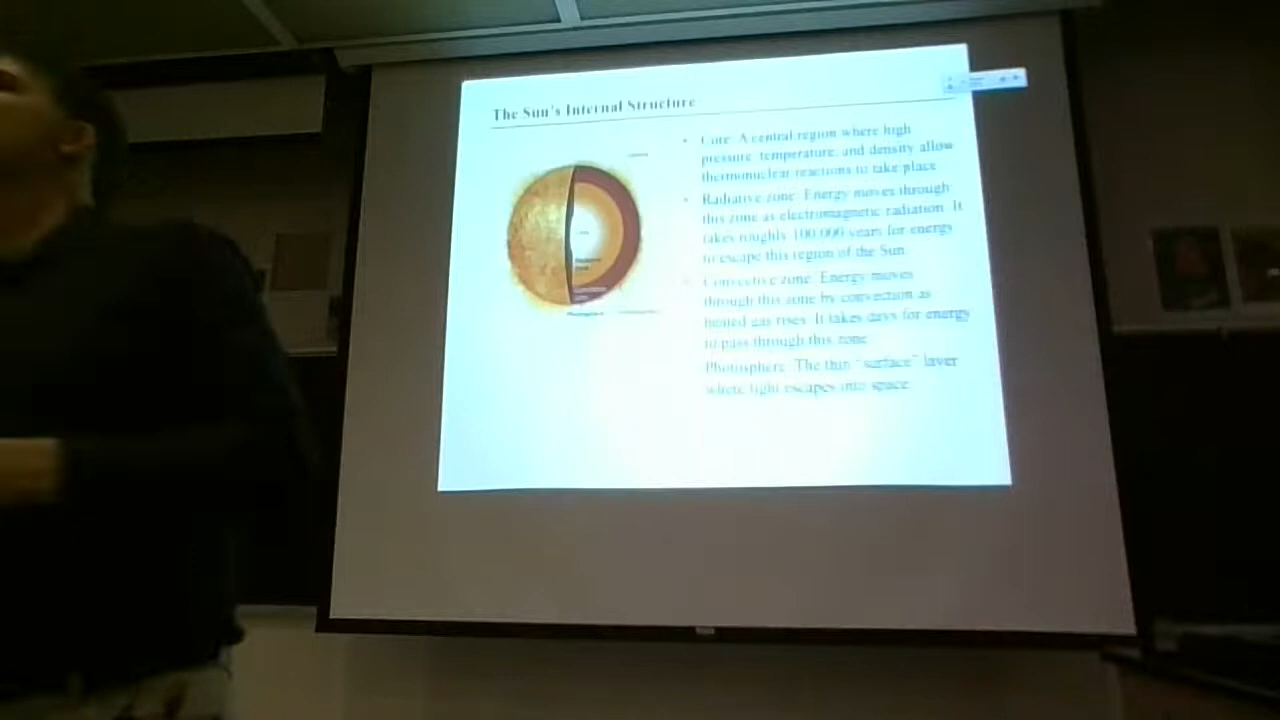 The Sun's Internal Structure
Core: A central region where high
pressure, temperature, and density allow
thermonuclear reactions to take place
Radiative zone: Energy moves through
this zone as electromagnetic radiation. It
takes roughly 100,000 years for energy
to escape this region of the Sun.
Convective zone: Energy moves
through this zone by convection as
heated gas rises. It takes days for energy
to pass through this zone
Photosphere: The thin "surface" layer
where light escapes into space